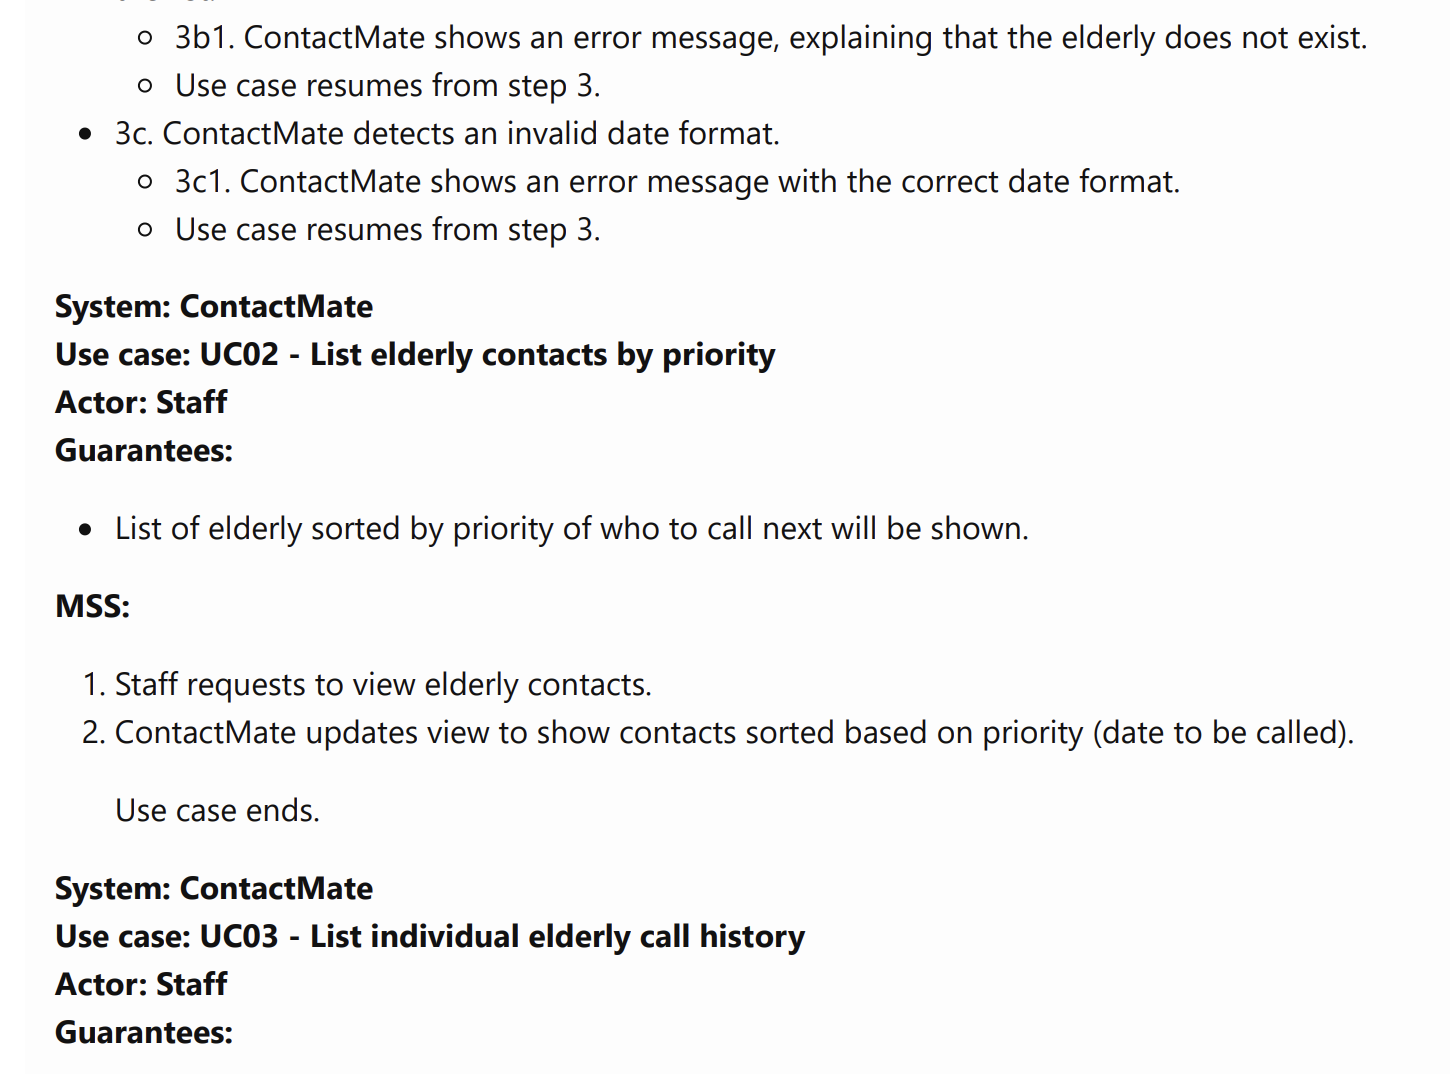 3b1. ContactMate shows an error message, explaining that the elderly does not exist.
Use case resumes from step 3.
3c. ContactMate detects an invalid date format.
3c1. ContactMate shows an error message with the correct date format.
Use case resumes from step 3.
System: ContactMate
Use case: UC02 - List elderly contacts by priority
Actor: Staff
Guarantees:
List of elderly sorted by priority of who to call next will be shown.
MSS:
1. Staff requests to view elderly contacts.
2. ContactMate updates view to show contacts sorted based on priority (date to be called).
Use case ends.
System: ContactMate
Use case: UC03 - List individual elderly call history
Actor: Staff
Guarantees: